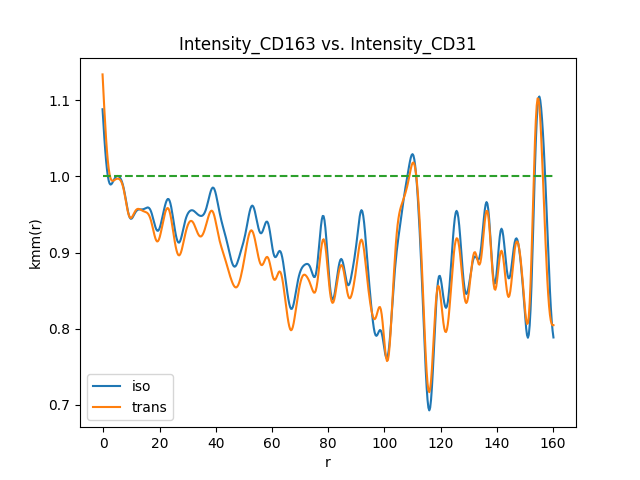 Intensity_CD163 vs. Intensity_CD31
kmm(r)
1.1
1.0
0.9
0.8
0.7
iso
trans
0 20 40 60 80 100 120 140 160
r